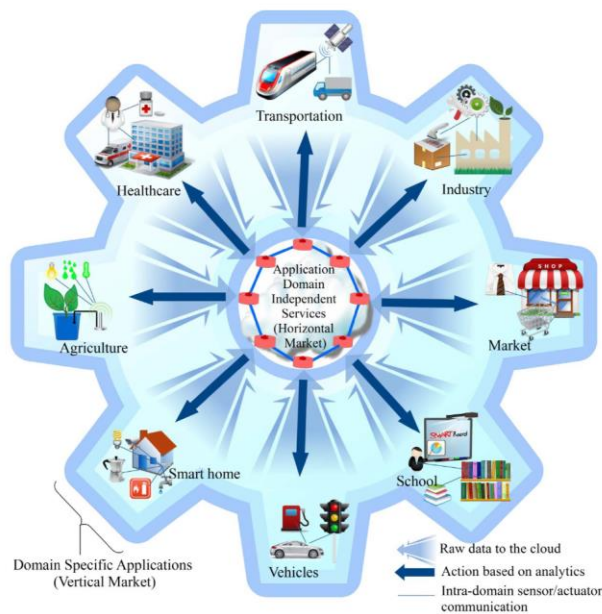 Transportation
Healthcare
Industry
SHOP
Application
Domain
Independent
Services
(Horizontal
Market)
Agriculture
Market
Smart home
School
Vehicles
Domain Specific Applications
(Vertical Market)
Raw data to the cloud
Action based on analytics
Intra-domain sensor/actuator
communication